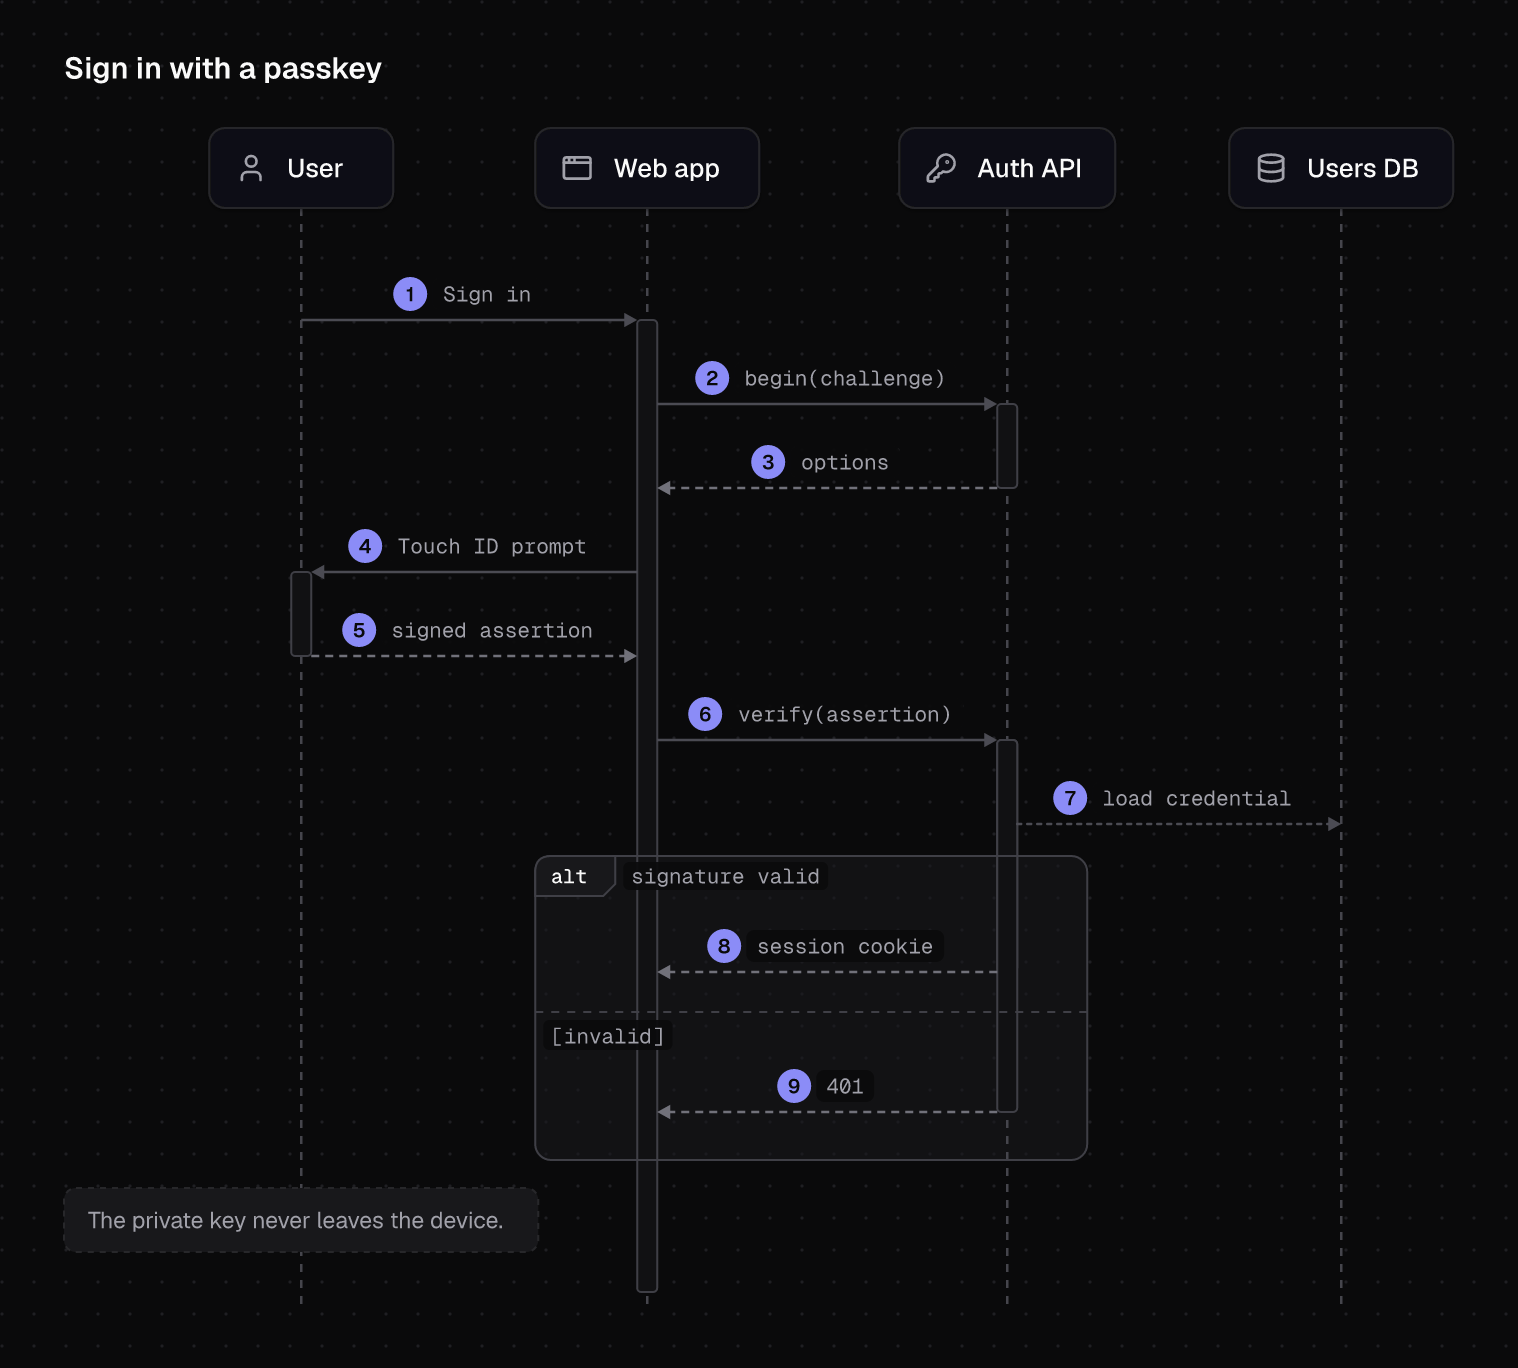 Sign in with a passkey
User
Web app
Auth API
Users DB
1 Sign in
2 begin(challenge)
3 options
4 Touch ID prompt
5 signed assertion
6 verify(assertion)
7 load credential
alt signature valid
8 session cookie
[invalid]
9 401
The private key never leaves the device.